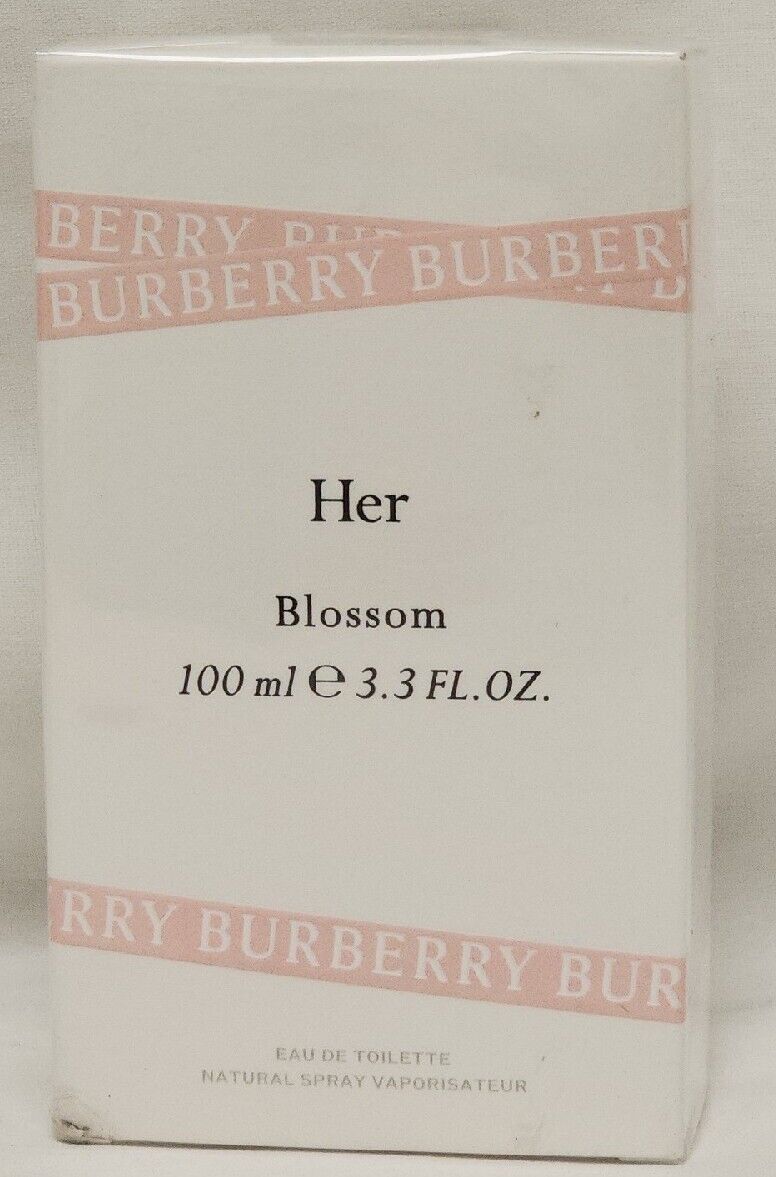 BERRY BUR
BURBERRY BURBER
Her
Blossom
100 ml ℮ 3.3 FL.OZ.
RRY BURBERRY BUR
EAU DE TOILETTE
NATURAL SPRAY VAPORISATEUR